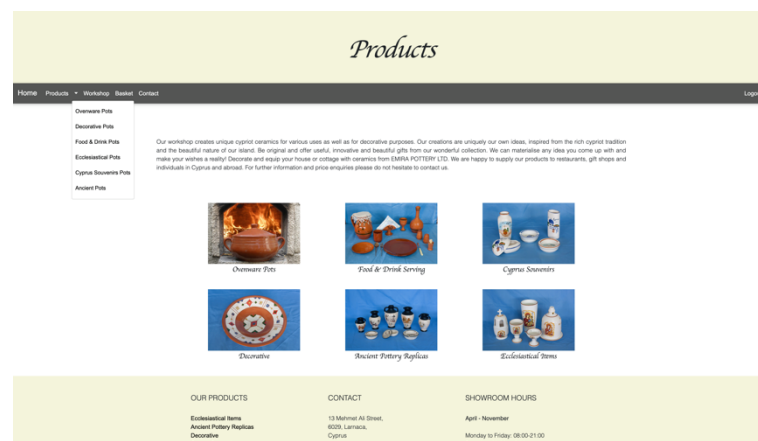 Products
Home Products Workshop Basket Contact Logou
Ovenware Pots
Decorative Pots
Food & Drink Pots
Ecclesiastical Pots
Cyprus Souvenirs Pots
Ancient Pots
Our workshop creates unique cypriot ceramics for various uses as well as for decorative purposes. Our creations are uniquely our own ideas, inspired from the rich cypriot tradition
and the beautiful nature of our island. Be original and offer useful, innovative and beautiful gifts from our wonderful collection. We can materialise any idea you come up with and
make your wishes a reality! Decorate and equip your house or cottage with ceramics from EMIRA POTTERY LTD. We are happy to supply our products to restaurants, gift shops and
individuals in Cyprus and abroad. For further information and price enquiries please do not hesitate to contact us.
Ovenware Pots
Food & Drink Serving
Cyprus Souvenirs
Decorative
Ancient Pottery Replicas
Ecclesiastical Items
OUR PRODUCTS
Ecclesiastical Items
Ancient Pottery Replicas
Decorative
CONTACT
13 Mehmet Ali Street,
6029, Larnaca,
Cyprus
SHOWROOM HOURS
April - November
Monday to Friday: 08:00-21:00